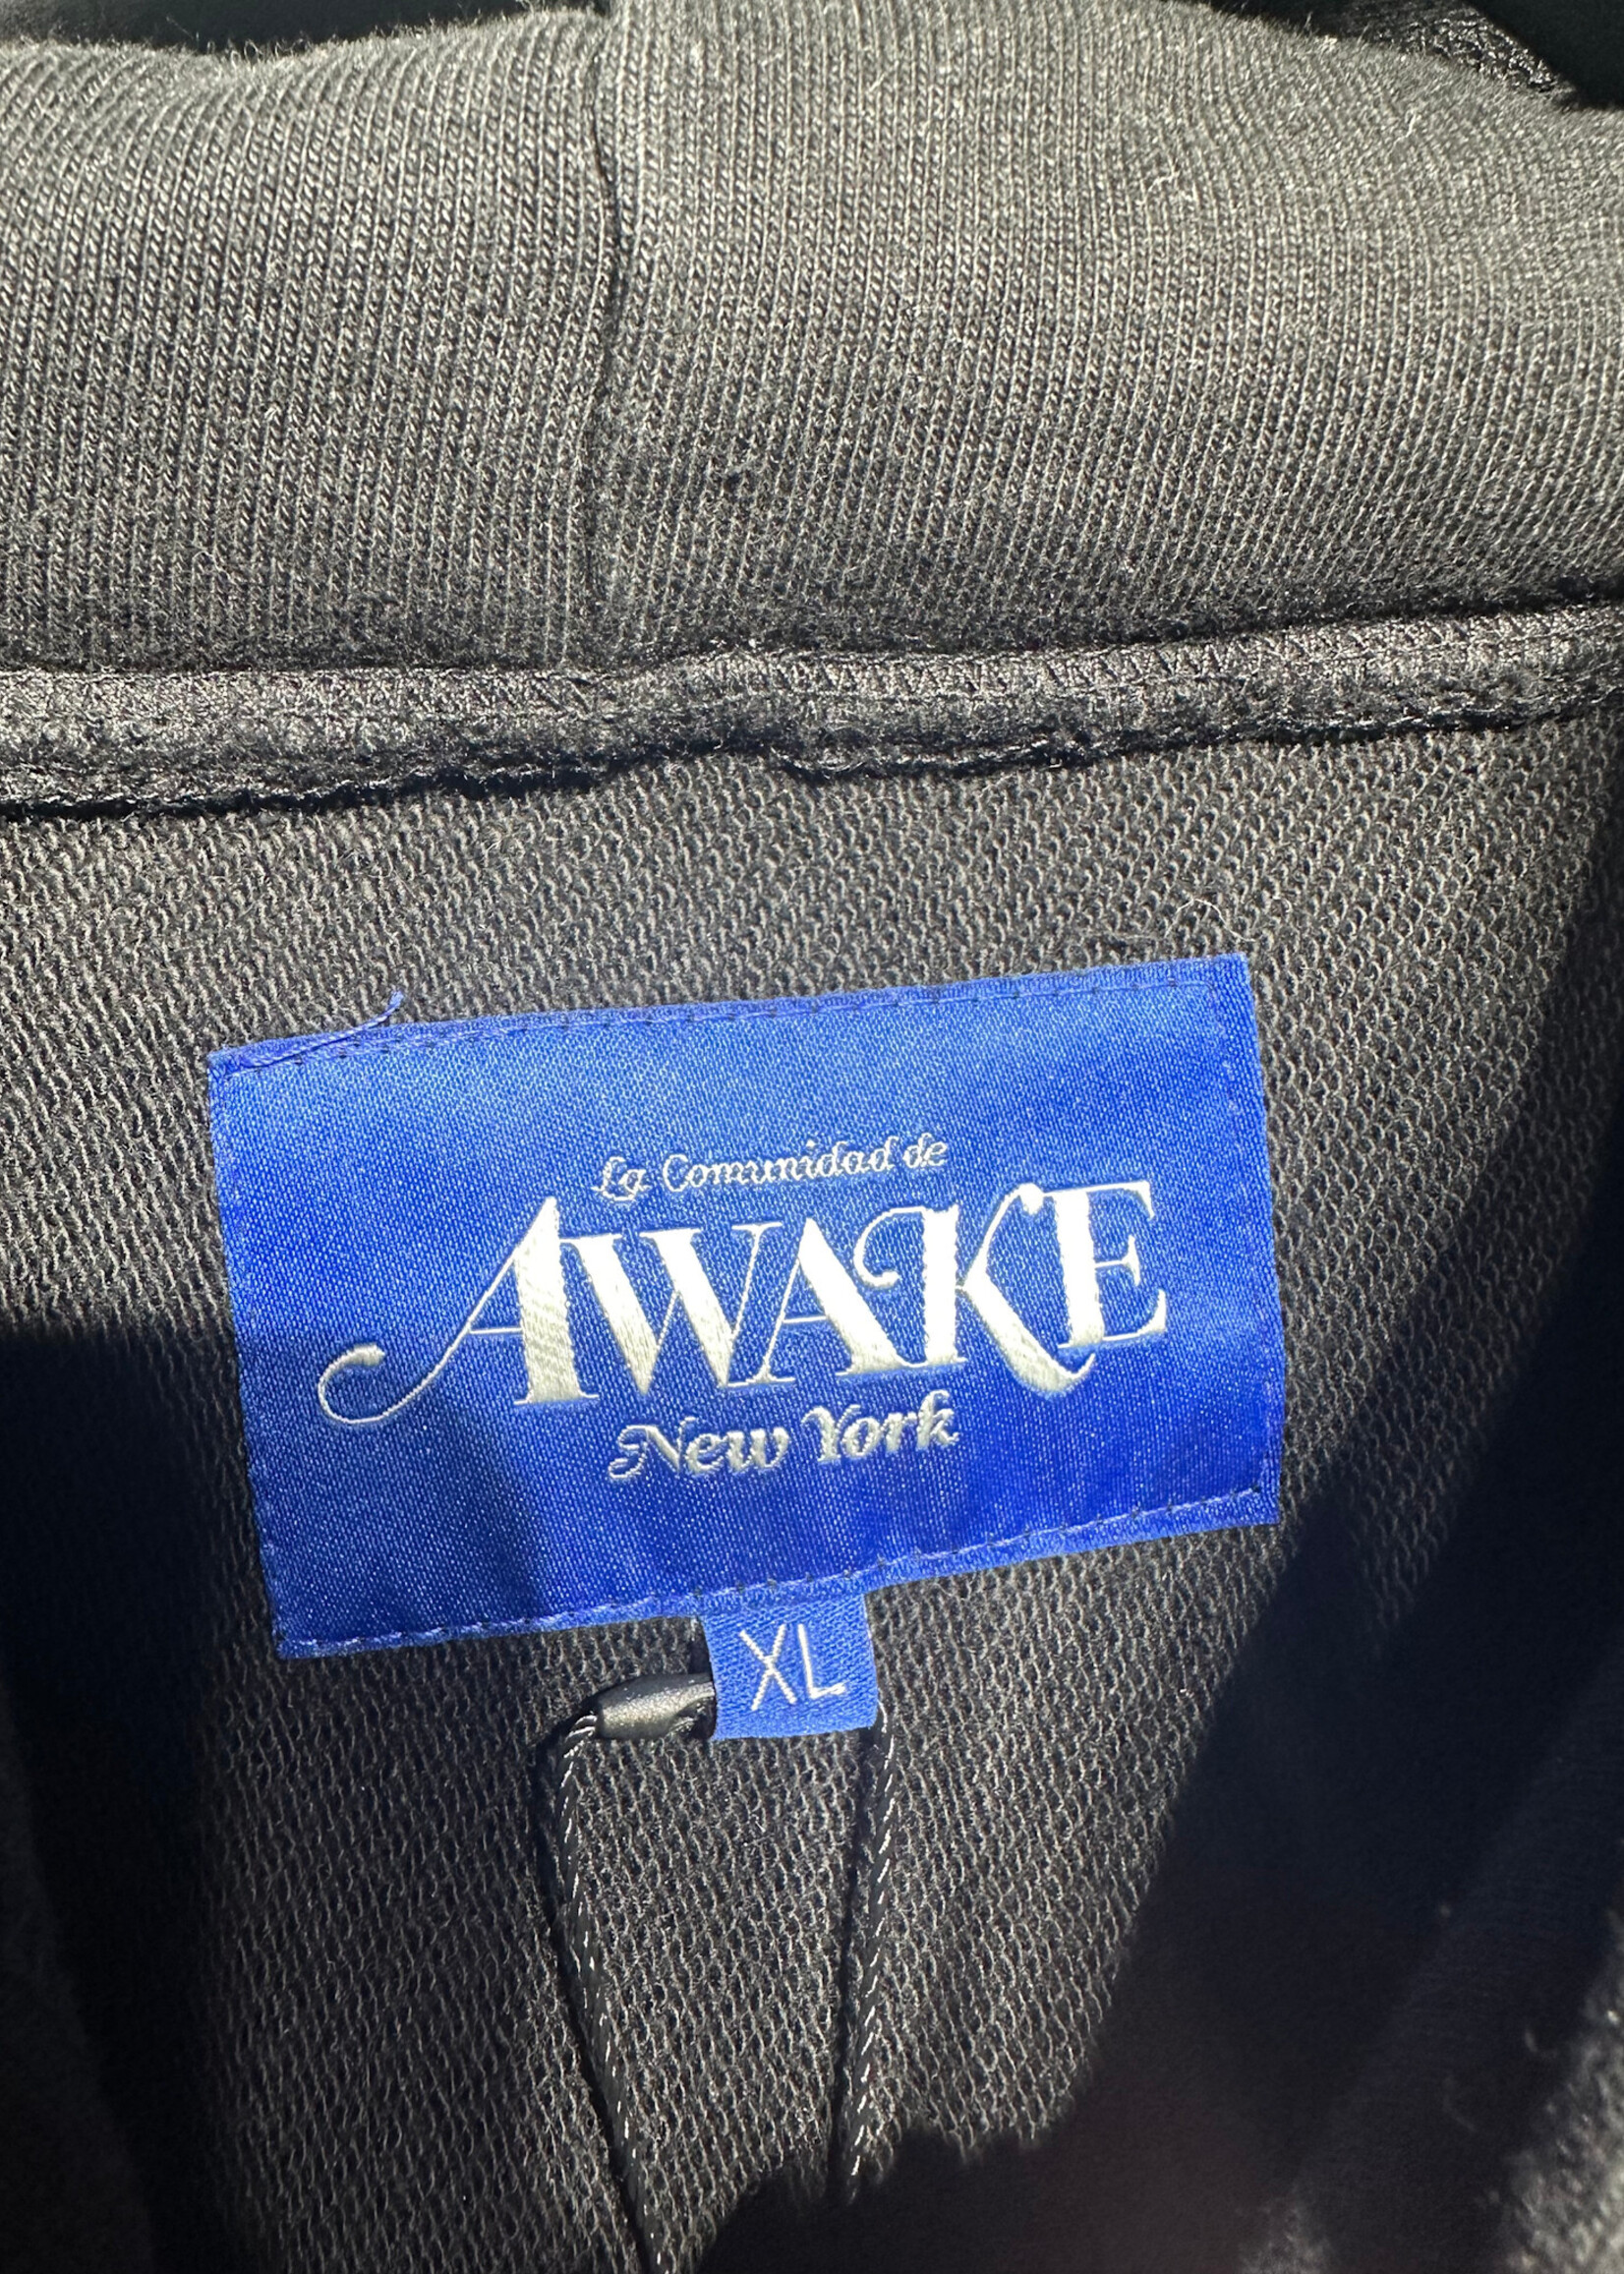 La Comunidad de
AWAKE
New York
XL